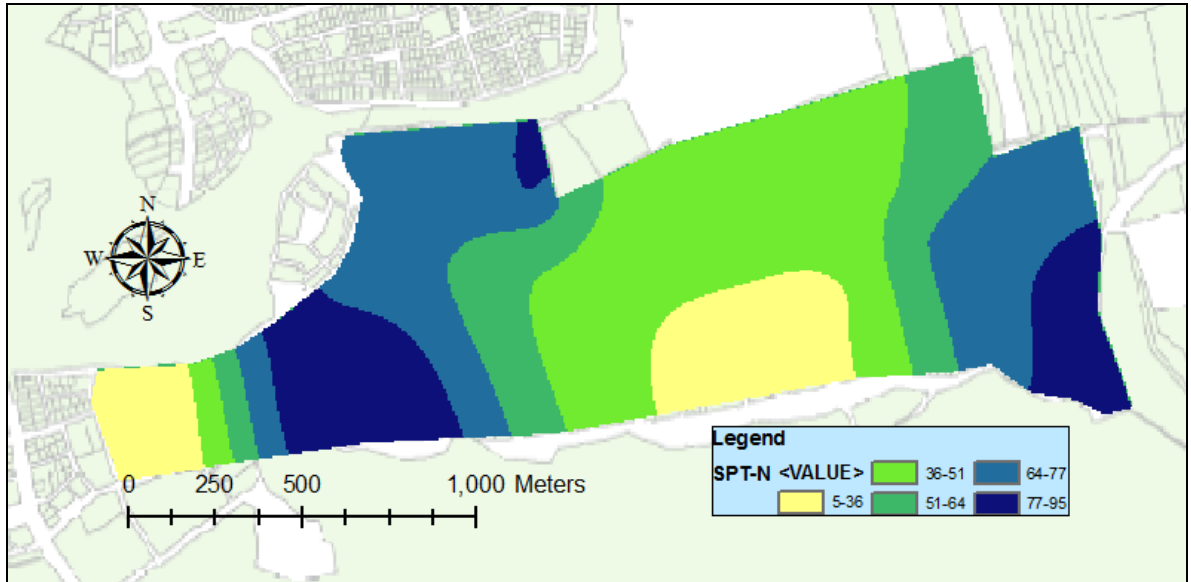 N
W E
S
0 250 500 1,000 Meters
Legend
SPT-N <VALUE> 36-51 64-77
5-36 51-64 77-95